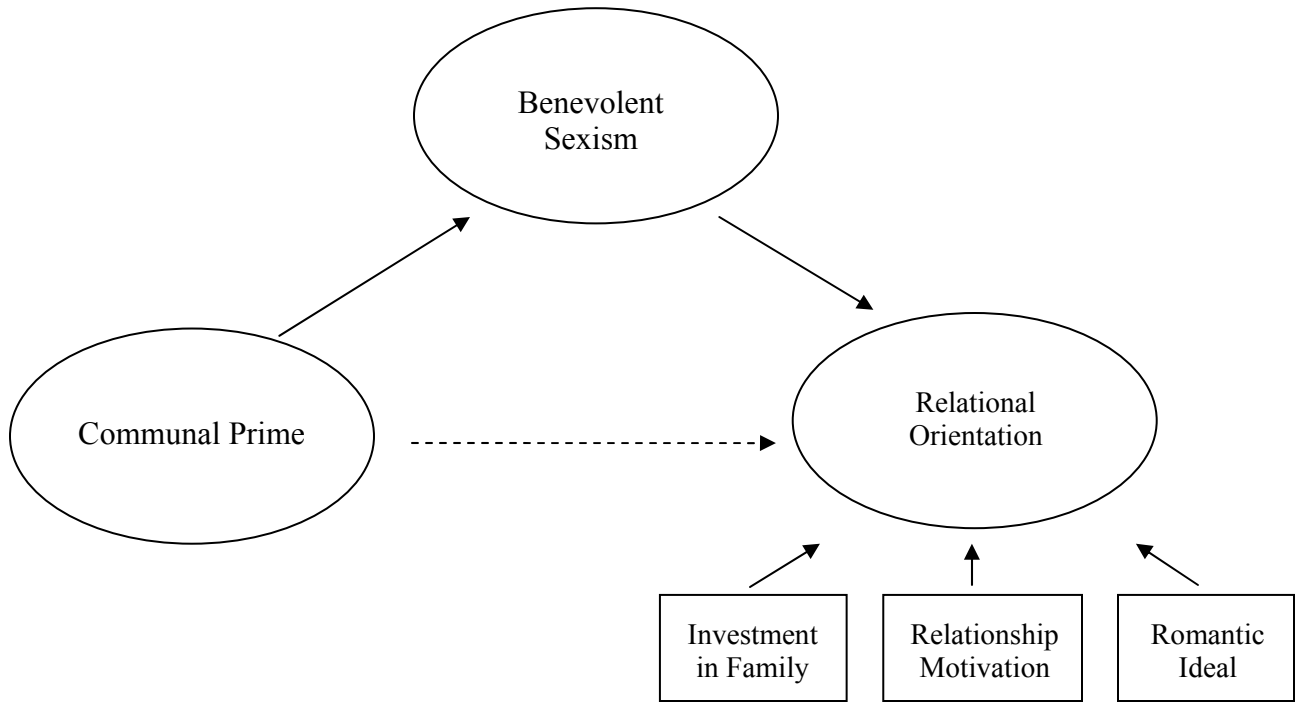 Benevolent
Sexism
Communal Prime
Relational
Orientation
Investment
in Family
Relationship
Motivation
Romantic
Ideal